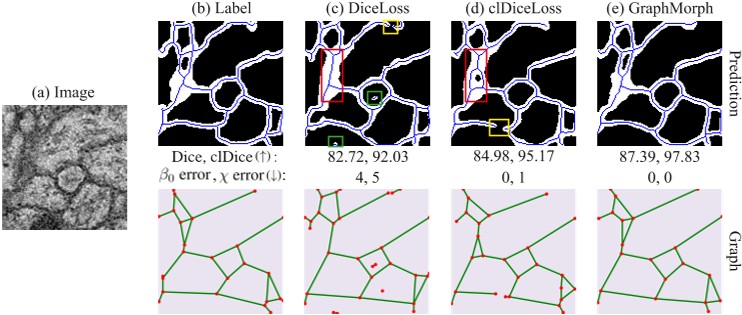 (b) Label (c) DiceLoss (d) clDiceLoss (e) GraphMorph
(a) Image
Prediction
Dice, clDice(↑): 82.72, 92.03 84.98, 95.17 87.39, 97.83
β₀ error, χ error(↓): 4, 5 0, 1 0, 0
Graph